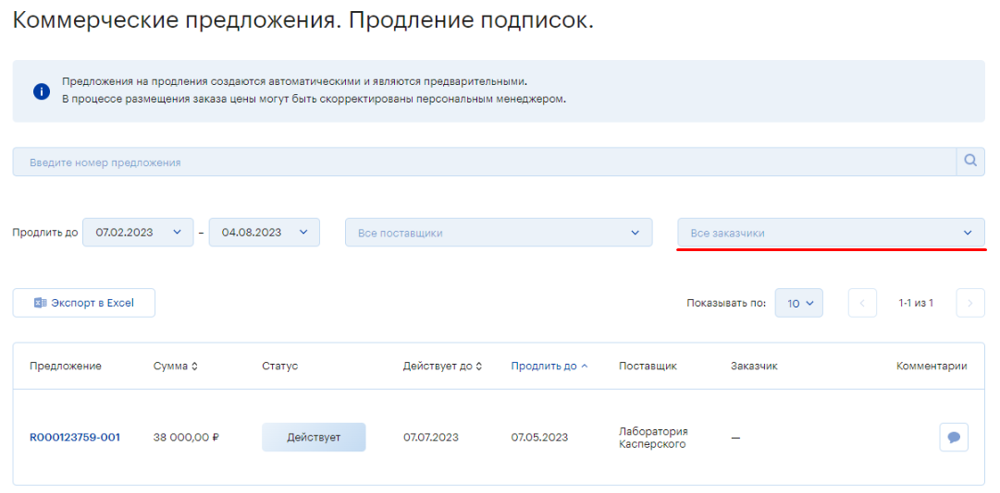 Коммерческие предложения. Продление подписок.
Предложения на продления создаются автоматическими и являются предварительными.
В процессе размещения заказа цены могут быть скорректированы персональным менеджером.
Введите номер предложения
Продлить до 07.02.2023 – 04.08.2023 Все поставщики Все заказчики
Экспорт в Excel Показывать по: 10 1-1 из 1
Предложение Сумма Статус Действует до Продлить до Поставщик Заказчик Комментарии
R000123759-001 38 000,00 ₽ Действует 07.07.2023 07.05.2023 Лаборатория Касперского —